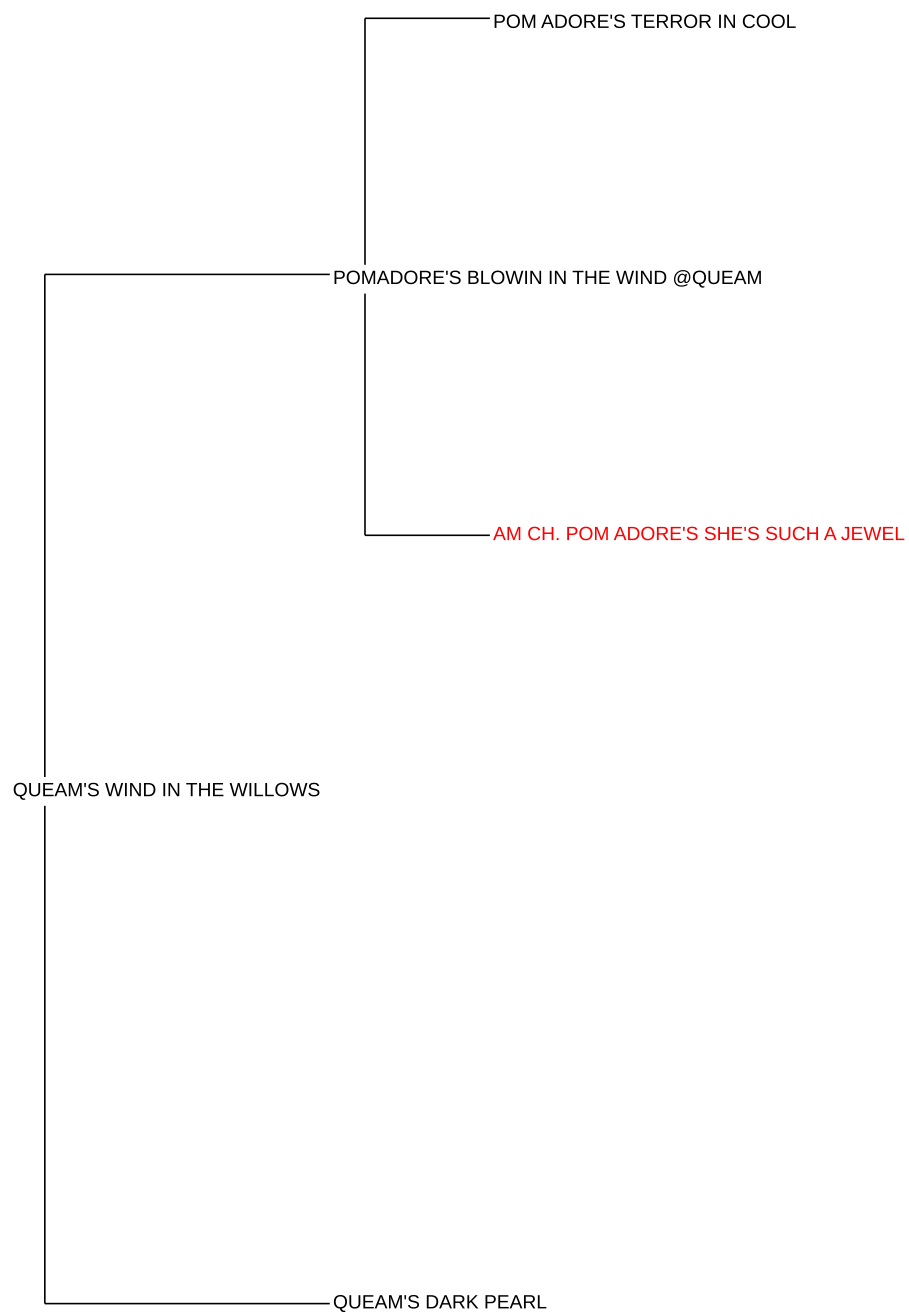 POM ADORE'S TERROR IN COOL
POMADORE'S BLOWIN IN THE WIND @QUEAM
AM CH. POM ADORE'S SHE'S SUCH A JEWEL
QUEAM'S WIND IN THE WILLOWS
QUEAM'S DARK PEARL